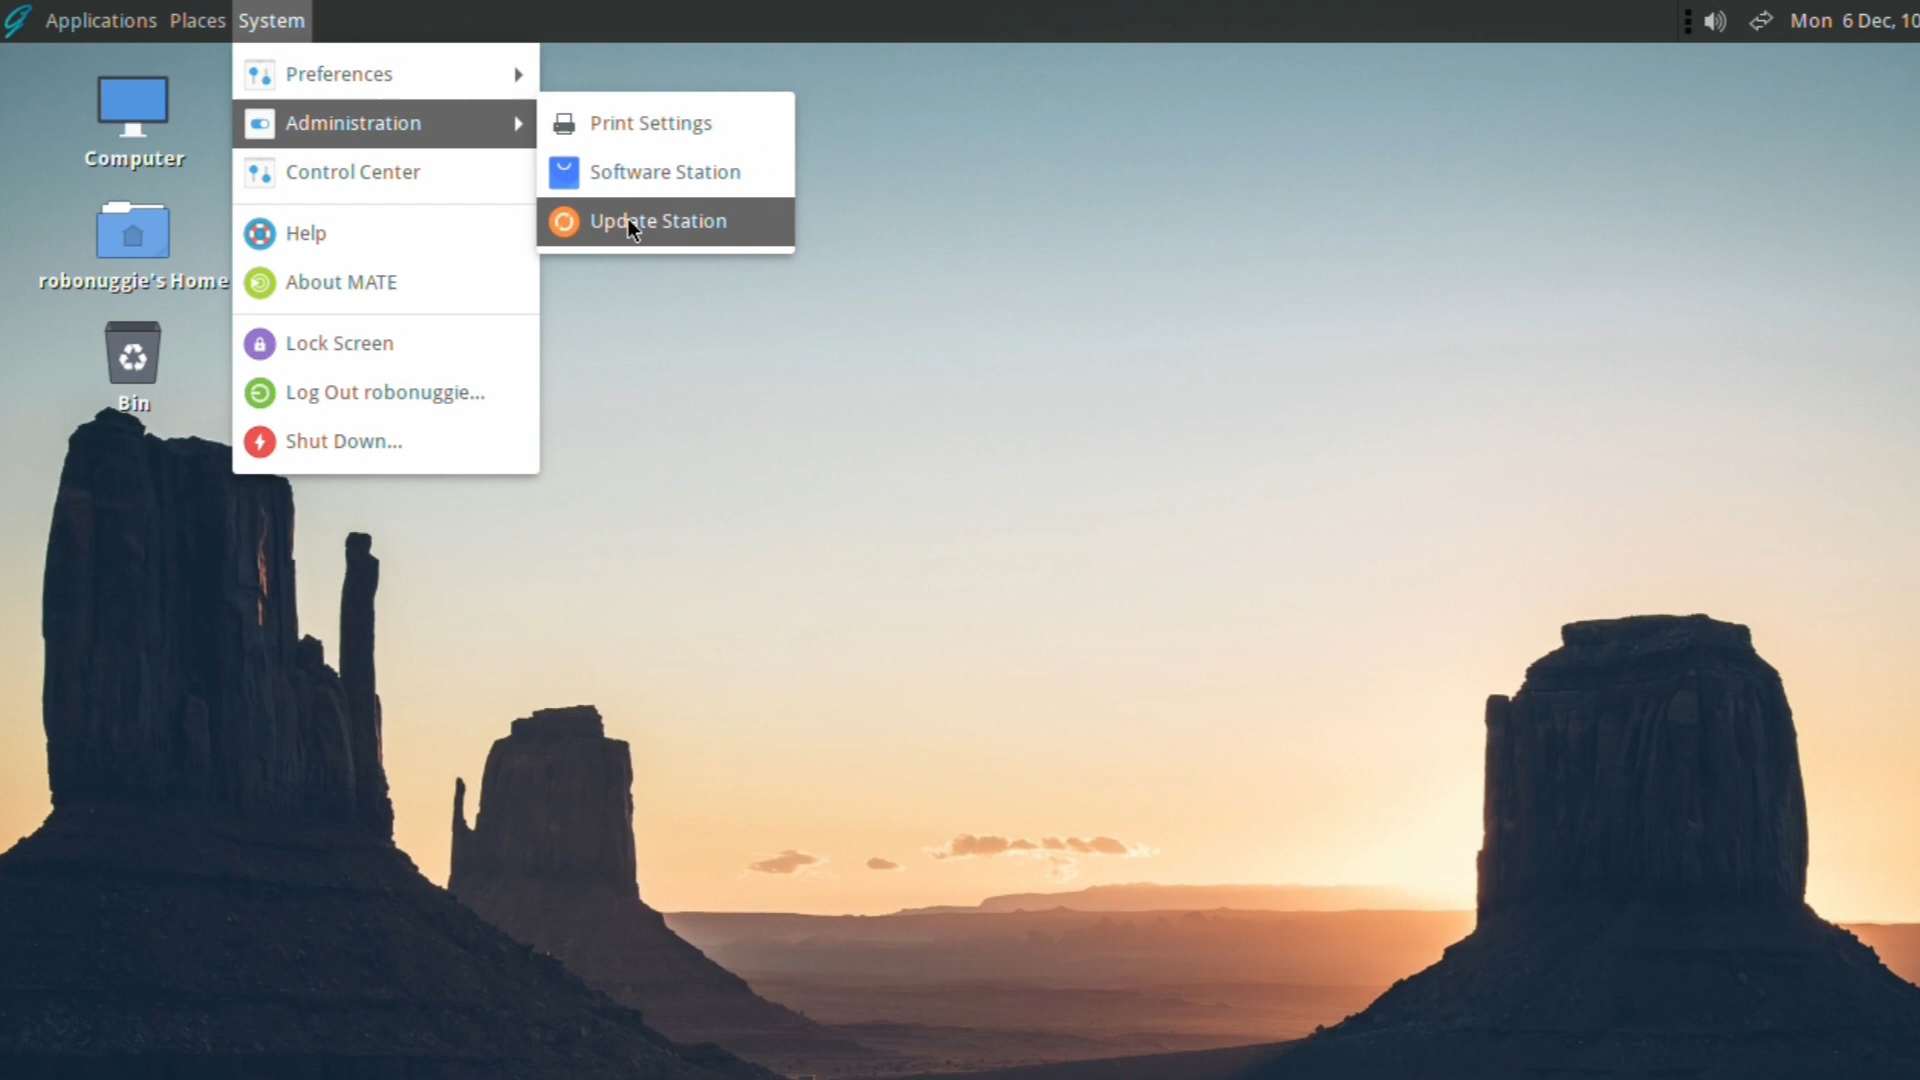 Applications Places System
Mon 6 Dec, 10
Preferences
Administration
Control Center
Help
About MATE
Lock Screen
Log Out robonuggie...
Shut Down...
Print Settings
Software Station
Update Station
Computer
robonuggie's Home
Bin